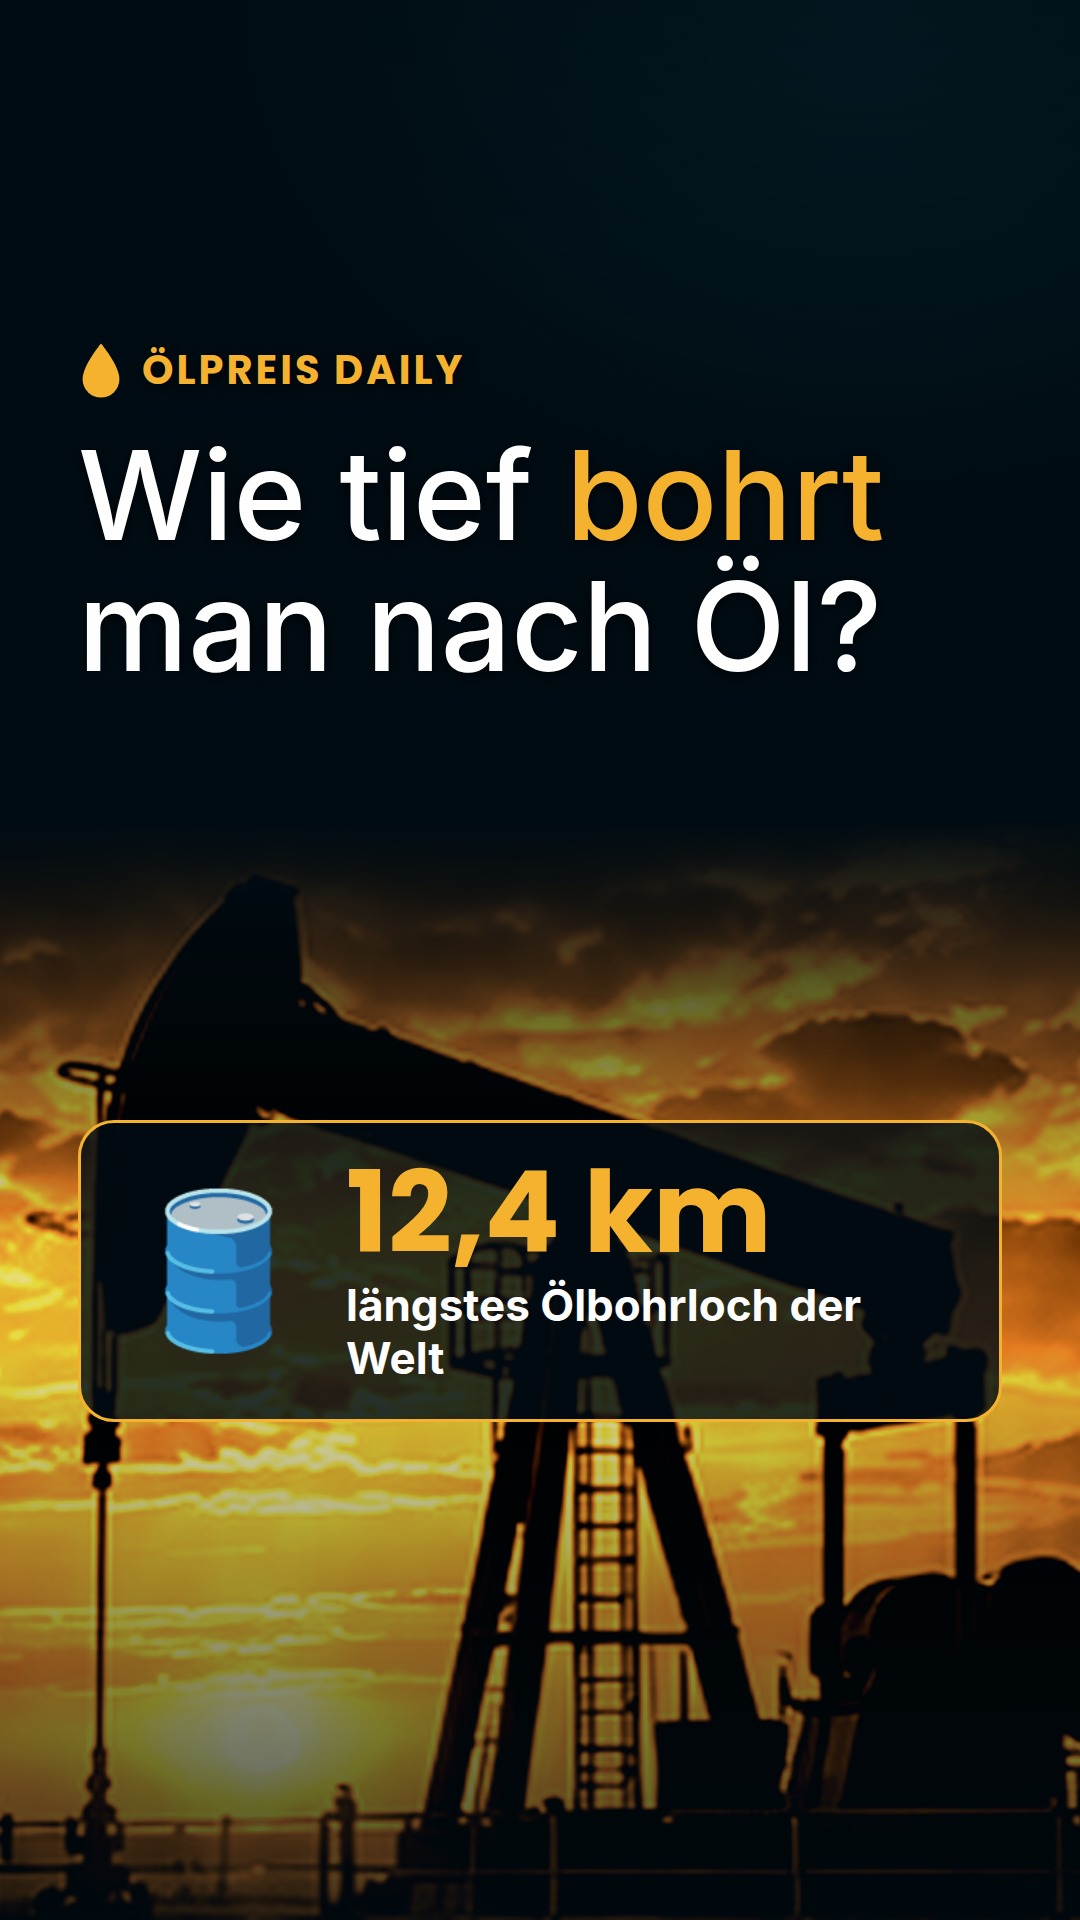 ÖLPREIS DAILY
Wie tief bohrt
man nach Öl?
12,4 km
längstes Ölbohrloch der
Welt